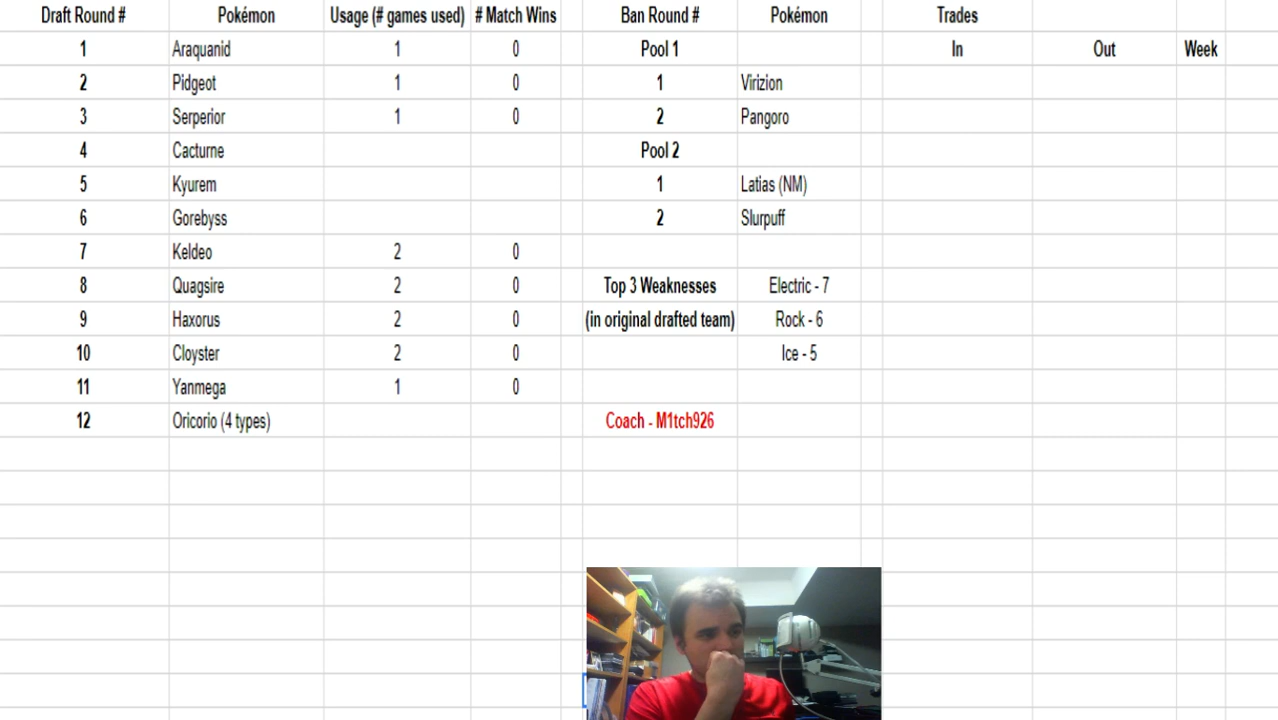 Draft Round # Pokémon Usage (# games used) # Match Wins Ban Round # Pokémon Trades
1 Araquanid 1 0 Pool 1 In Out Week
2 Pidgeot 1 0 1 Virizion
3 Serperior 1 0 2 Pangoro
4 Cacturne Pool 2
5 Kyurem 1 Latias (NM)
6 Gorebyss 2 Slurpuff
7 Keldeo 2 0
8 Quagsire 2 0 Top 3 Weaknesses Electric - 7
9 Haxorus 2 0 (in original drafted team) Rock - 6
10 Cloyster 2 0 Ice - 5
11 Yanmega 1 0
12 Oricorio (4 types) Coach - M1tch926